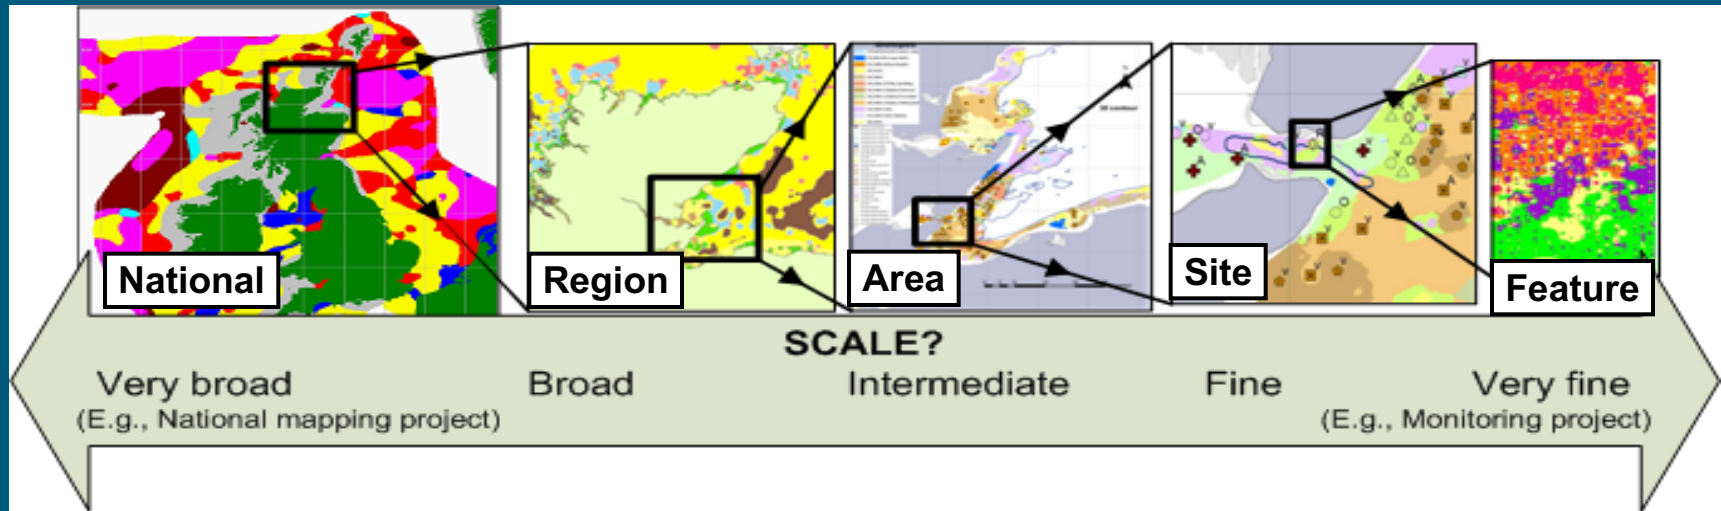 National
Region
Area
Site
Feature
SCALE?
Very broad
(E.g., National mapping project)
Broad
Intermediate
Fine
Very fine
(E.g., Monitoring project)